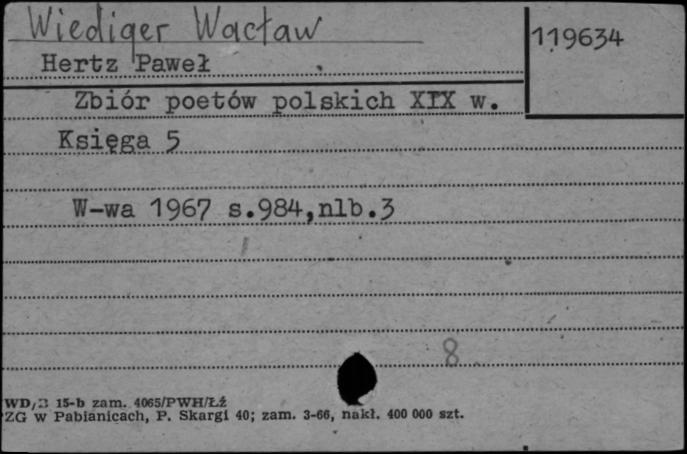 Wiediger Wacław
119634
Hertz Paweł
Zbiór poetów polskich XIX w.
Księga 5
W-wa 1967 s.984,nlb.3
8
WD, 15-b zam. 4065/PWH/Łź
ZG w Pabianicach, P. Skargi 40; zam. 3-66, nakł. 400 000 szt.